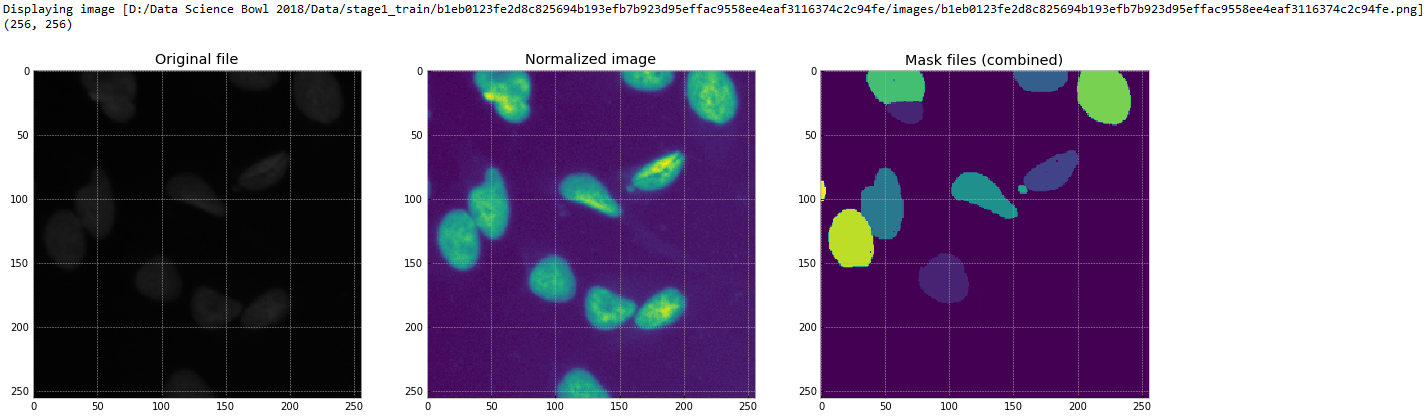 Displaying image [D:/Data Science Bowl 2018/Data/stage1_train/b1eb0123fe2d8c825694b193efb7b923d95effac9558ee4eaf3116374c2c94fe/images/b1eb0123fe2d8c825694b193efb7b923d95effac9558ee4eaf3116374c2c94fe.png]
(256, 256)
Original file
0
50
100
150
200
250
0 50 100 150 200 250
Normalized image
0
50
100
150
200
250
0 50 100 150 200 250
Mask files (combined)
0
50
100
150
200
250
0 50 100 150 200 250